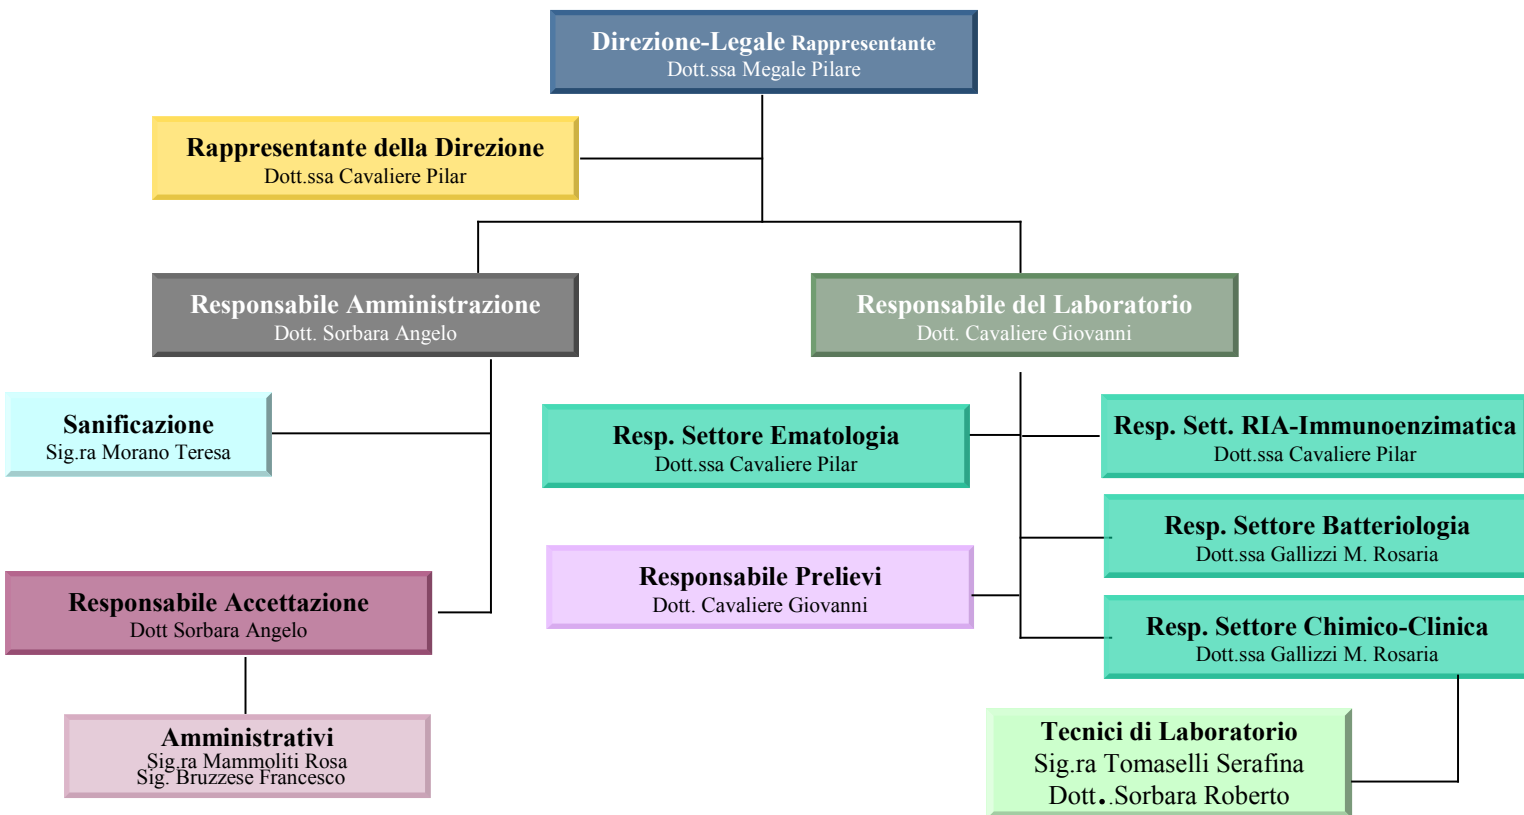 Direzione-Legale Rappresentante
Dott.ssa Megale Pilare
Rappresentante della Direzione
Dott.ssa Cavaliere Pilar
Responsabile Amministrazione
Dott. Sorbara Angelo
Responsabile del Laboratorio
Dott. Cavaliere Giovanni
Sanificazione
Sig.ra Morano Teresa
Resp. Settore Ematologia
Dott.ssa Cavaliere Pilar
Resp. Sett. RIA-Immunoenzimatica
Dott.ssa Cavaliere Pilar
Resp. Settore Batteriologia
Dott.ssa Gallizzi M. Rosaria
Responsabile Prelievi
Dott. Cavaliere Giovanni
Responsabile Accettazione
Dott Sorbara Angelo
Resp. Settore Chimico-Clinica
Dott.ssa Gallizzi M. Rosaria
Amministrativi
Sig.ra Mammoliti Rosa
Sig. Bruzzese Francesco
Tecnici di Laboratorio
Sig.ra Tomaselli Serafina
Dott..Sorbara Roberto